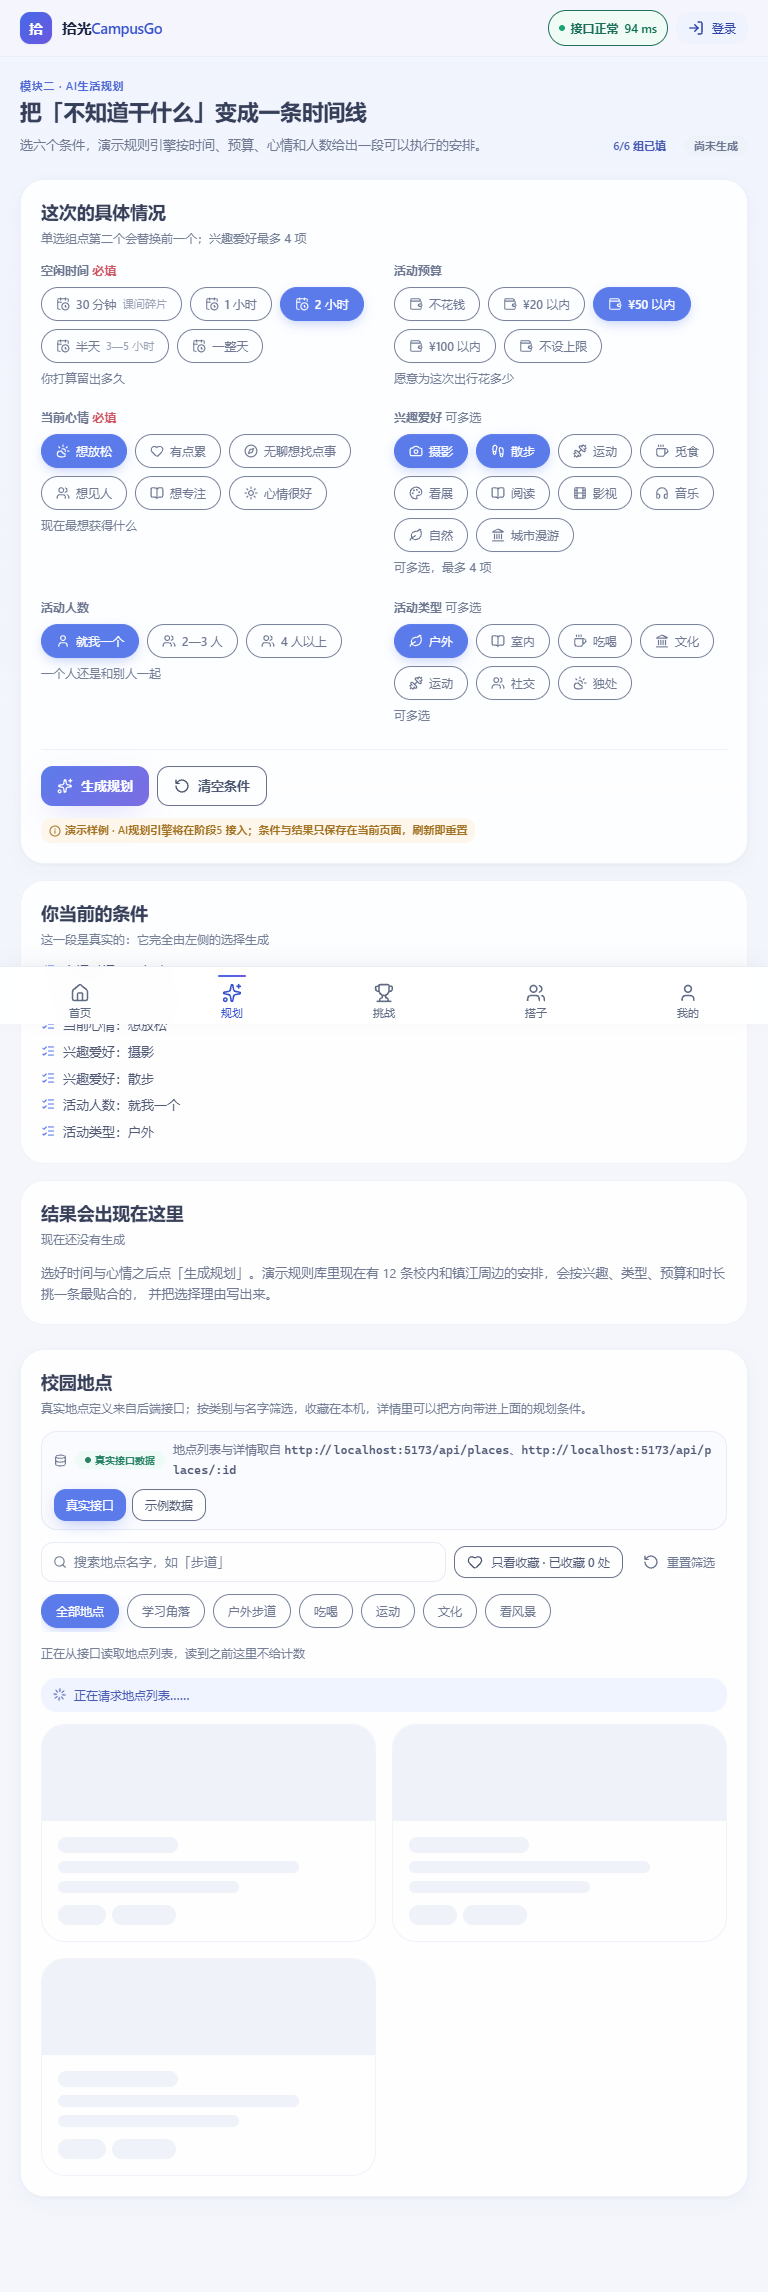 拾 拾光CampusGo
接口正常 94 ms
登录
模块二 · AI生活规划
把「不知道干什么」变成一条时间线
选六个条件，演示规则引擎按时间、预算、心情和人数给出一段可以执行的安排。
6/6 组已填 尚未生成
这次的具体情况
单选组点第二个会替换前一个；兴趣爱好最多 4 项
空闲时间 必填
30 分钟 课间碎片 1 小时 2 小时
半天 3—5 小时 一整天
你打算留出多久
活动预算
不花钱 ¥20 以内 ¥50 以内
¥100 以内 不设上限
愿意为这次出行花多少
当前心情 必填
想放松 有点累 无聊想找点事
想见人 想专注 心情很好
现在最想获得什么
兴趣爱好 可多选
摄影 散步 运动 觅食
看展 阅读 影视 音乐
自然 城市漫游
可多选，最多 4 项
活动人数
就我一个 2—3 人 4 人以上
一个人还是和别人一起
活动类型 可多选
户外 室内 吃喝 文化
运动 社交 独处
可多选
生成规划 清空条件
演示样例 · AI规划引擎将在阶段5 接入；条件与结果只保存在当前页面，刷新即重置
你当前的条件
这一段是真实的：它完全由左侧的选择生成
首页 规划 挑战 搭子 我的
当前心情：想放松
兴趣爱好：摄影
兴趣爱好：散步
活动人数：就我一个
活动类型：户外
结果会出现在这里
现在还没有生成
选好时间与心情之后点「生成规划」。演示规则库里现在有 12 条校内和镇江周边的安排，会按兴趣、类型、预算和时长
挑一条最贴合的， 并把选择理由写出来。
校园地点
真实地点定义来自后端接口；按类别与名字筛选，收藏在本机，详情里可以把方向带进上面的规划条件。
真实接口数据
地点列表与详情取自 http://localhost:5173/api/places、http://localhost:5173/api/p
laces/:id
真实接口 示例数据
搜索地点名字，如「步道」
只看收藏 · 已收藏 0 处
重置筛选
全部地点 学习角落 户外步道 吃喝 运动 文化 看风景
正在从接口读取地点列表，读到之前这里不给计数
正在请求地点列表……